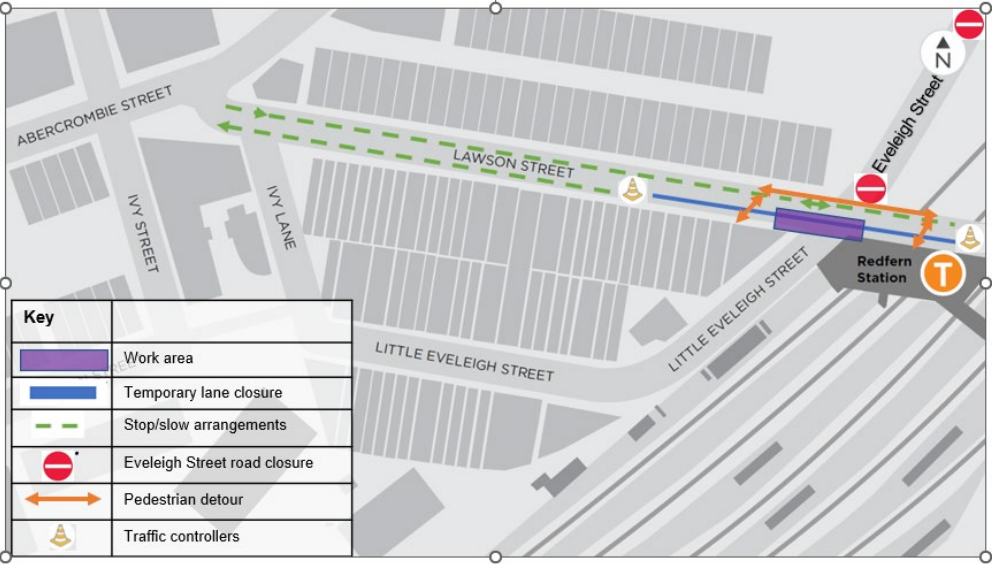 N
Eveleigh Street
ABERCROMBIE STREET
LAWSON STREET
IVY STREET
IVY LANE
Redfern
Station
T
LITTLE EVELEIGH STREET
LITTLE EVELEIGH STREET
Key
Work area
STREET
Temporary lane closure
Stop/slow arrangements
Eveleigh Street road closure
Pedestrian detour
Traffic controllers